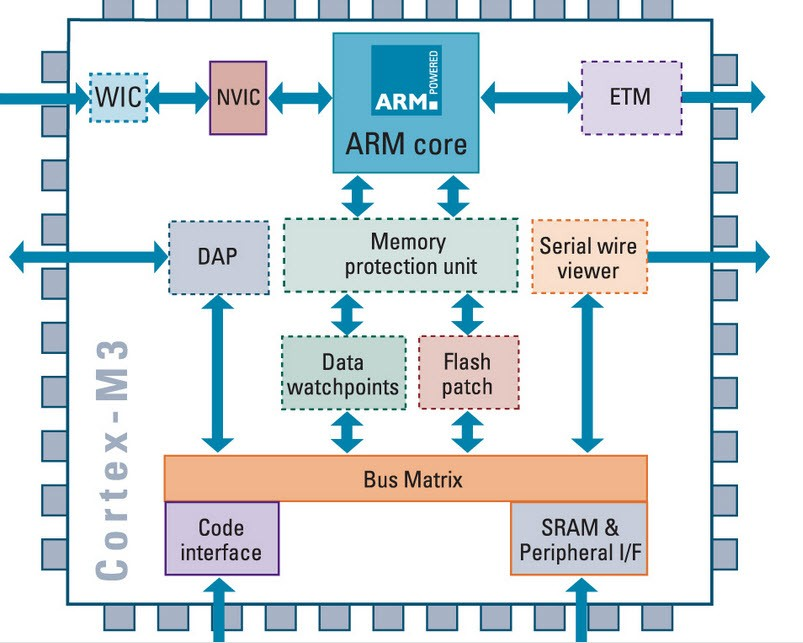 WIC
NVIC
ARM
POWERED
ARM core
ETM
DAP
Memory
protection unit
Serial wire
viewer
Data
watchpoints
Flash
patch
Cortex-M3
Bus Matrix
Code
interface
SRAM &
Peripheral I/F